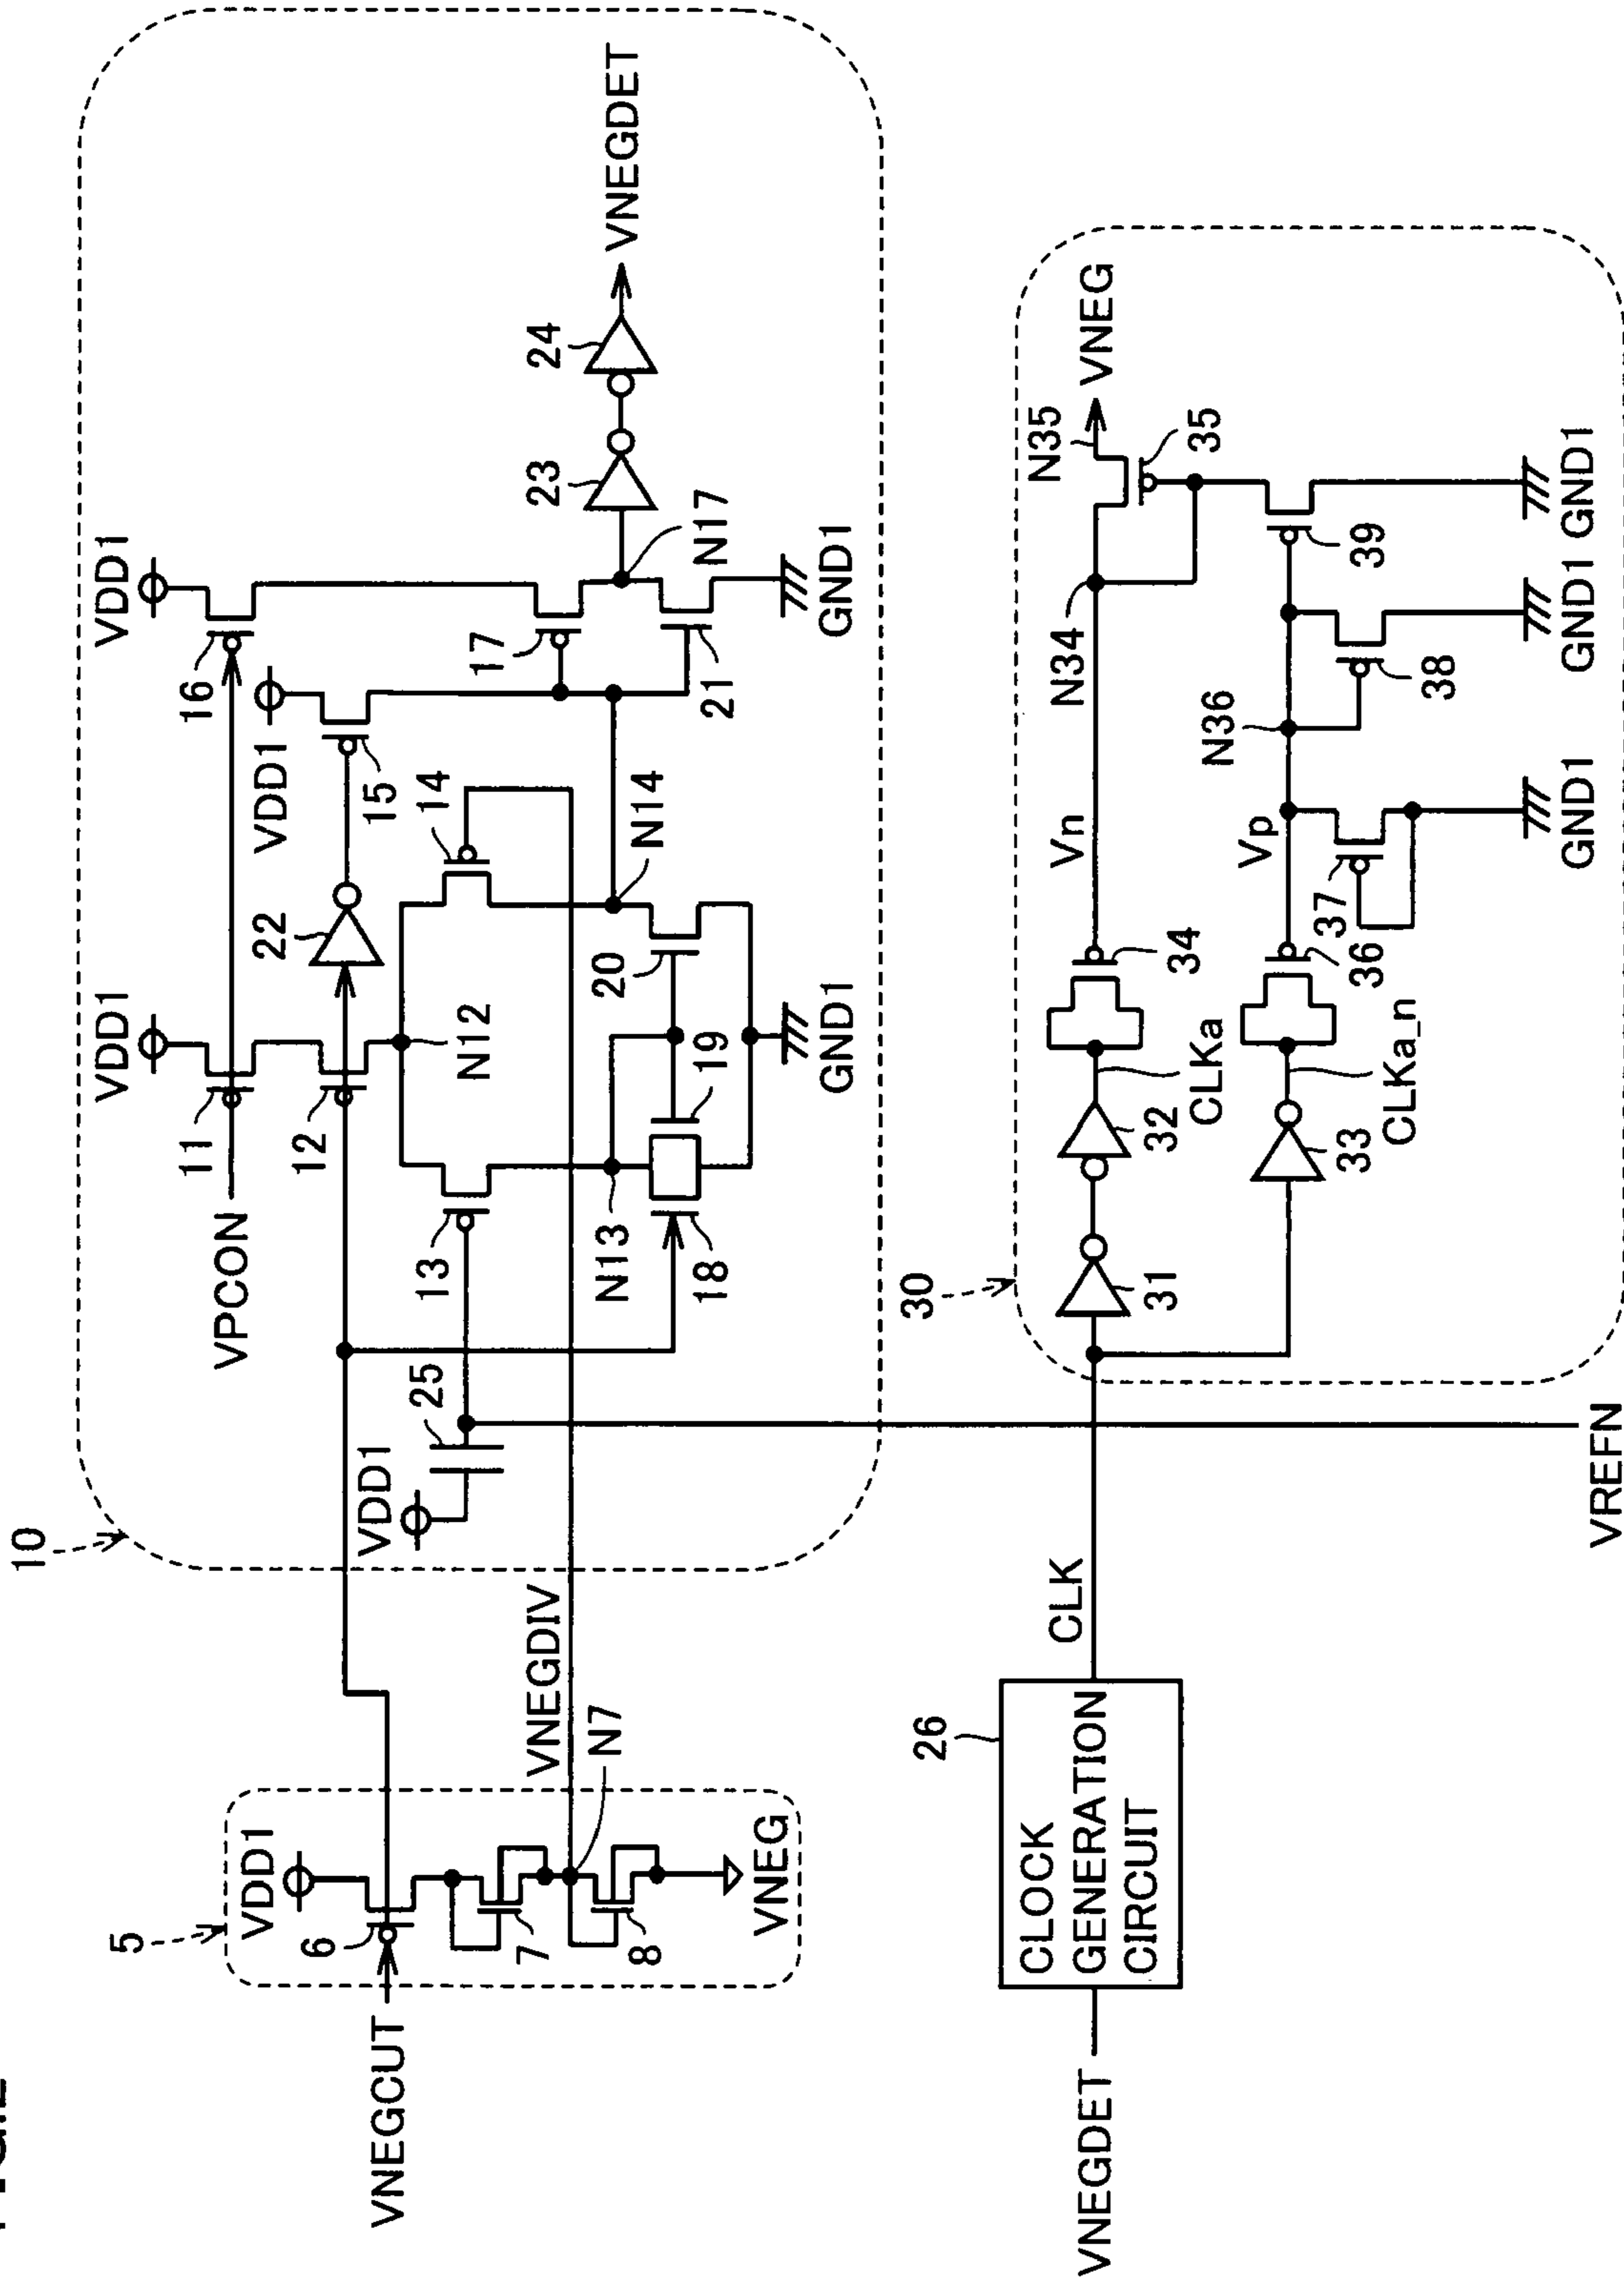 10
VDD1
VDD1
16
11
VPCON
VDD1
22
12
15
17
14
13
25
VDD1
N12
N14
N13
18
19
20
21
N17
23
24
VNEGDET
GND1
GND1
5
VDD1
6
VNEGCUT
7
8
N7
VNEGDIV
VNEG
30
26
CLOCK
GENERATION
CIRCUIT
VNEGDET
CLK
31
32
CLKa
33
CLKa_n
34
36
Vn
Vp
37
N34
N36
38
39
35
N35
VNEG
GND1
GND1
GND1
VREFN